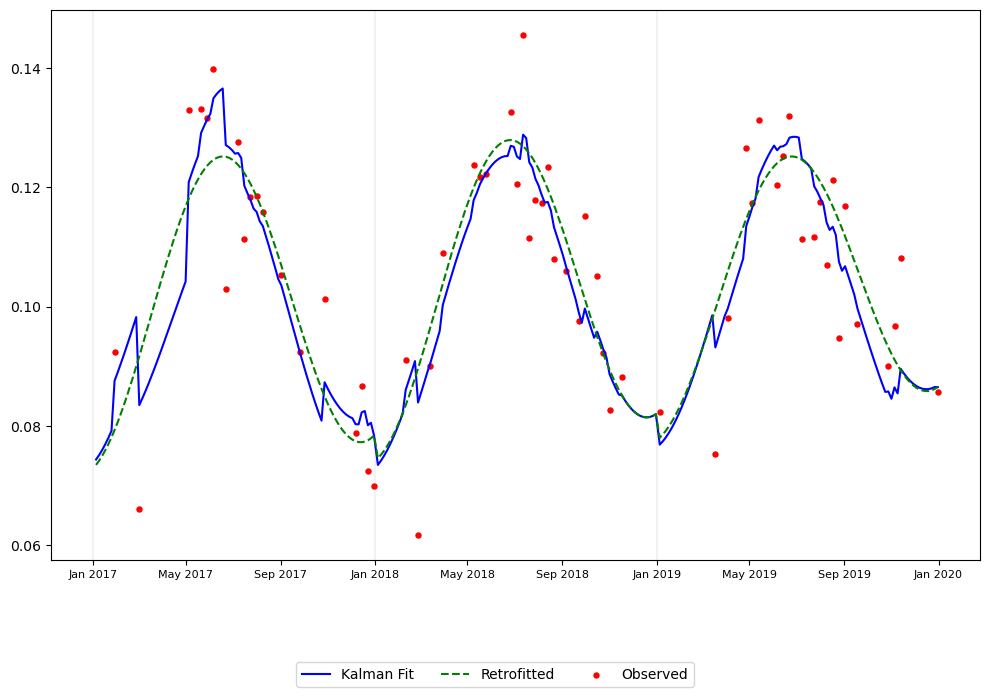 0.14
0.12
0.10
0.08
0.06
Jan 2017 May 2017 Sep 2017 Jan 2018 May 2018 Sep 2018 Jan 2019 May 2019 Sep 2019 Jan 2020
Kalman Fit Retrofitted Observed